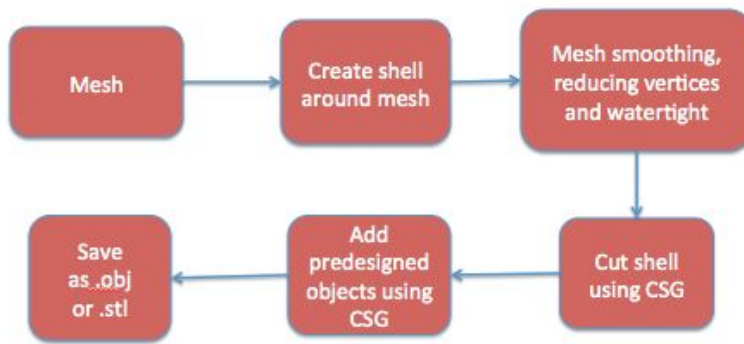 Mesh
Create shell
around mesh
Mesh smoothing,
reducing vertices
and watertight
Cut shell
using CSG
Add
predesigned
objects using
CSG
Save
as .obj
or .stl